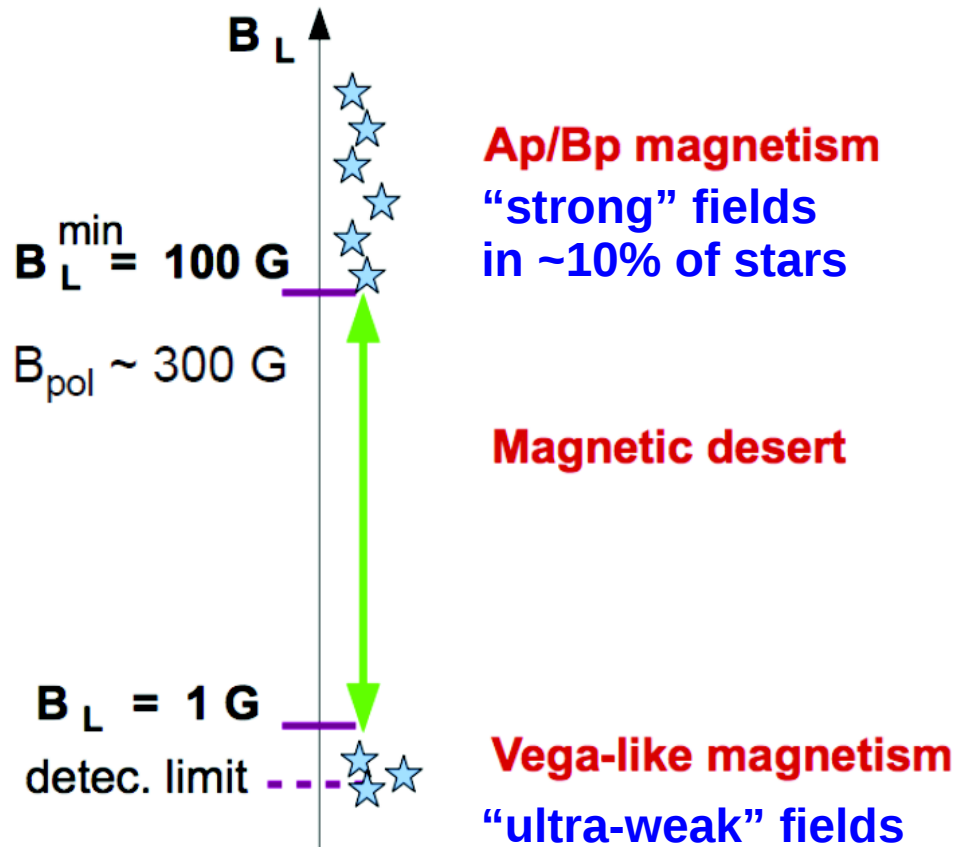 B L
Ap/Bp magnetism
“strong” fields
in ~10% of stars
B L min = 100 G
Bpol ~ 300 G
Magnetic desert
B L = 1 G
detec. limit
Vega-like magnetism
“ultra-weak” fields